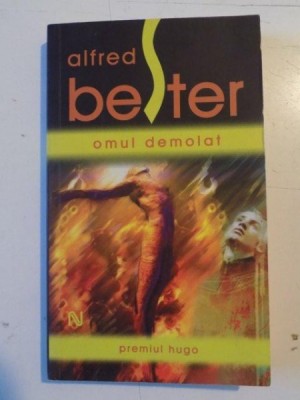 alfred
bester
omul demolat
premiul hugo